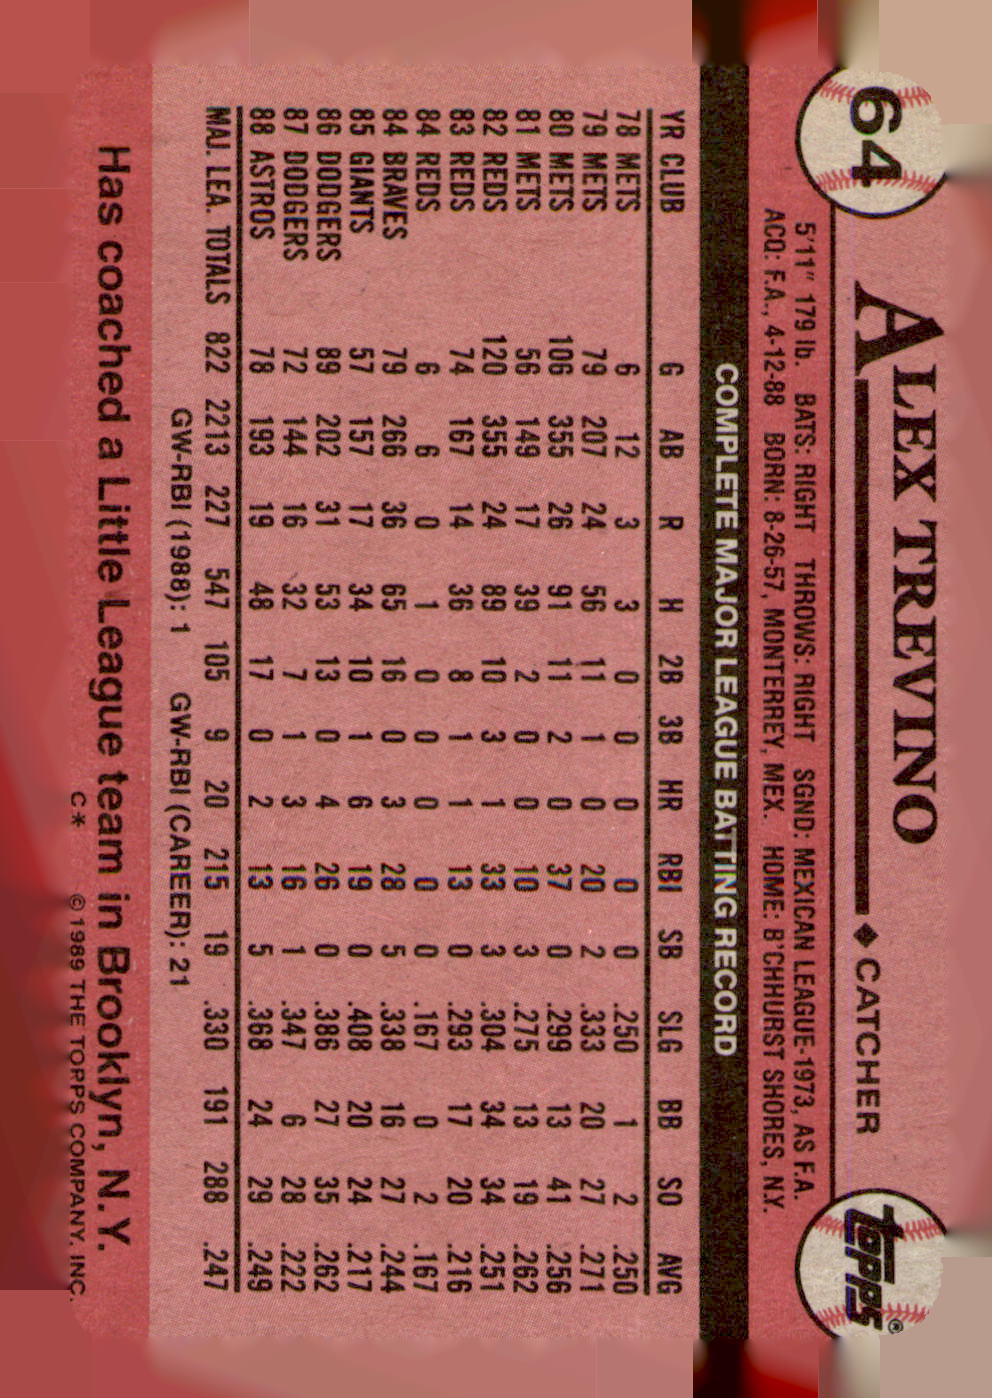 64
ALEX TREVINO ♦ CATCHER
topps®
5'11" 179 lb. BATS: RIGHT THROWS: RIGHT SGND: MEXICAN LEAGUE-1973, AS F.A.
ACQ: F.A., 4-12-88 BORN: 8-26-57, MONTERREY, MEX. HOME: B'CHHURST SHORES, N.Y.
COMPLETE MAJOR LEAGUE BATTING RECORD
YR CLUB G AB R H 2B 3B HR RBI SB SLG BB SO AVG
78 METS 6 12 3 3 0 0 0 0 0 .250 1 2 .250
79 METS 79 207 24 56 11 1 0 20 2 .333 20 27 .271
80 METS 106 355 26 91 11 2 0 37 0 .299 13 41 .256
81 METS 56 149 17 39 2 0 0 10 3 .275 13 19 .262
82 REDS 120 355 24 89 10 3 1 33 3 .304 34 34 .251
83 REDS 74 167 14 36 8 1 1 13 0 .293 17 20 .216
84 REDS 6 6 0 1 0 0 0 0 0 .167 0 2 .167
84 BRAVES 79 266 36 65 16 0 3 28 5 .338 16 27 .244
85 GIANTS 57 157 17 34 10 1 6 19 0 .408 20 24 .217
86 DODGERS 89 202 31 53 13 0 4 26 0 .386 27 35 .262
87 DODGERS 72 144 16 32 7 1 3 16 1 .347 6 28 .222
88 ASTROS 78 193 19 48 17 0 2 13 5 .368 24 29 .249
MAJ. LEA. TOTALS 822 2213 227 547 105 9 20 215 19 .330 191 288 .247
GW-RBI (1988): 1 GW-RBI (CAREER): 21
Has coached a Little League team in Brooklyn, N.Y.
C* © 1989 THE TOPPS COMPANY, INC.